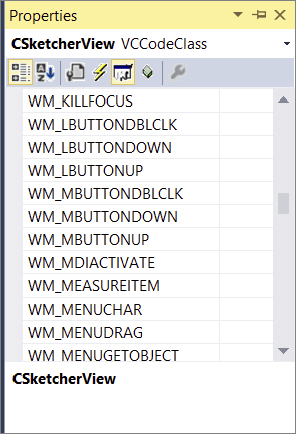 Properties
CSketcherView VCCodeClass
WM_KILLFOCUS
WM_LBUTTONDBLCLK
WM_LBUTTONDOWN
WM_LBUTTONUP
WM_MBUTTONDBLCLK
WM_MBUTTONDOWN
WM_MBUTTONUP
WM_MDIACTIVATE
WM_MEASUREITEM
WM_MENUCHAR
WM_MENUDRAG
WM_MENUGETOBJECT
CSketcherView